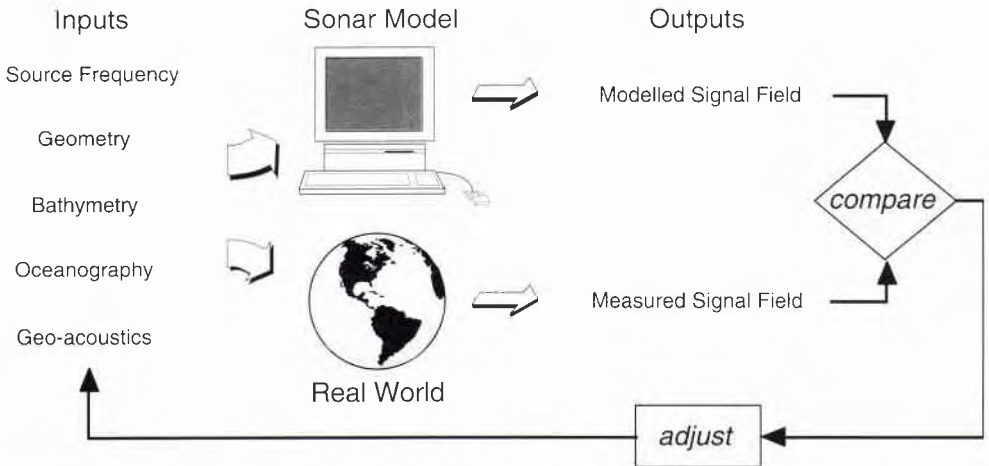 Inputs
Sonar Model
Outputs
Source Frequency
Geometry
Bathymetry
Oceanography
Geo-acoustics
Modelled Signal Field
compare
Measured Signal Field
Real World
adjust